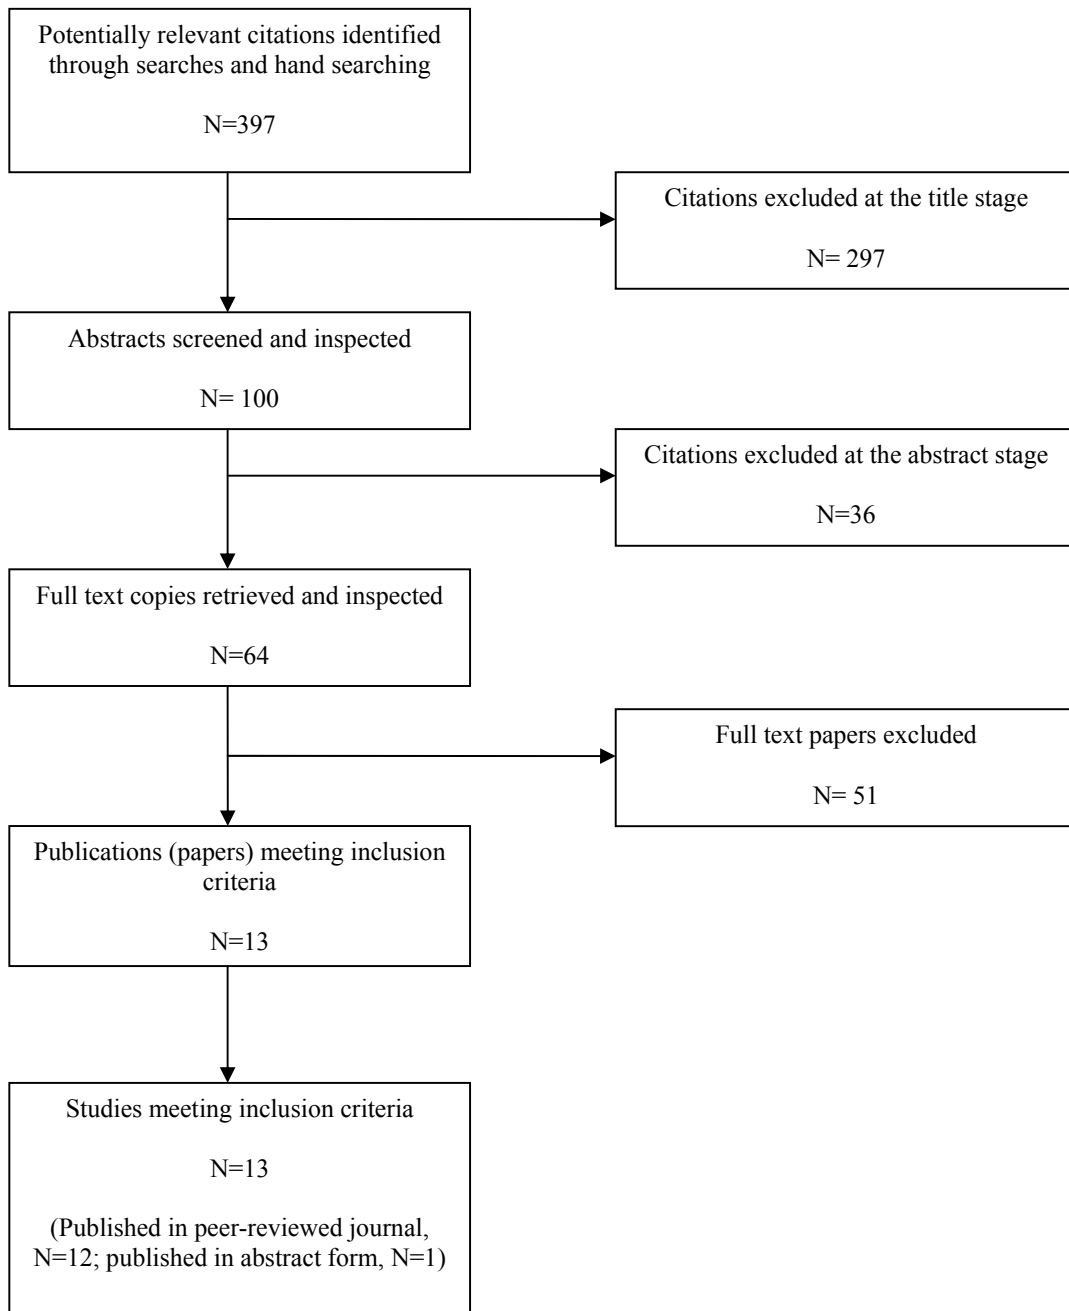 Potentially relevant citations identified
through searches and hand searching
N=397
Citations excluded at the title stage
N= 297
Abstracts screened and inspected
N= 100
Citations excluded at the abstract stage
N=36
Full text copies retrieved and inspected
N=64
Full text papers excluded
N= 51
Publications (papers) meeting inclusion
criteria
N=13
Studies meeting inclusion criteria
N=13
(Published in peer-reviewed journal,
N=12; published in abstract form, N=1)